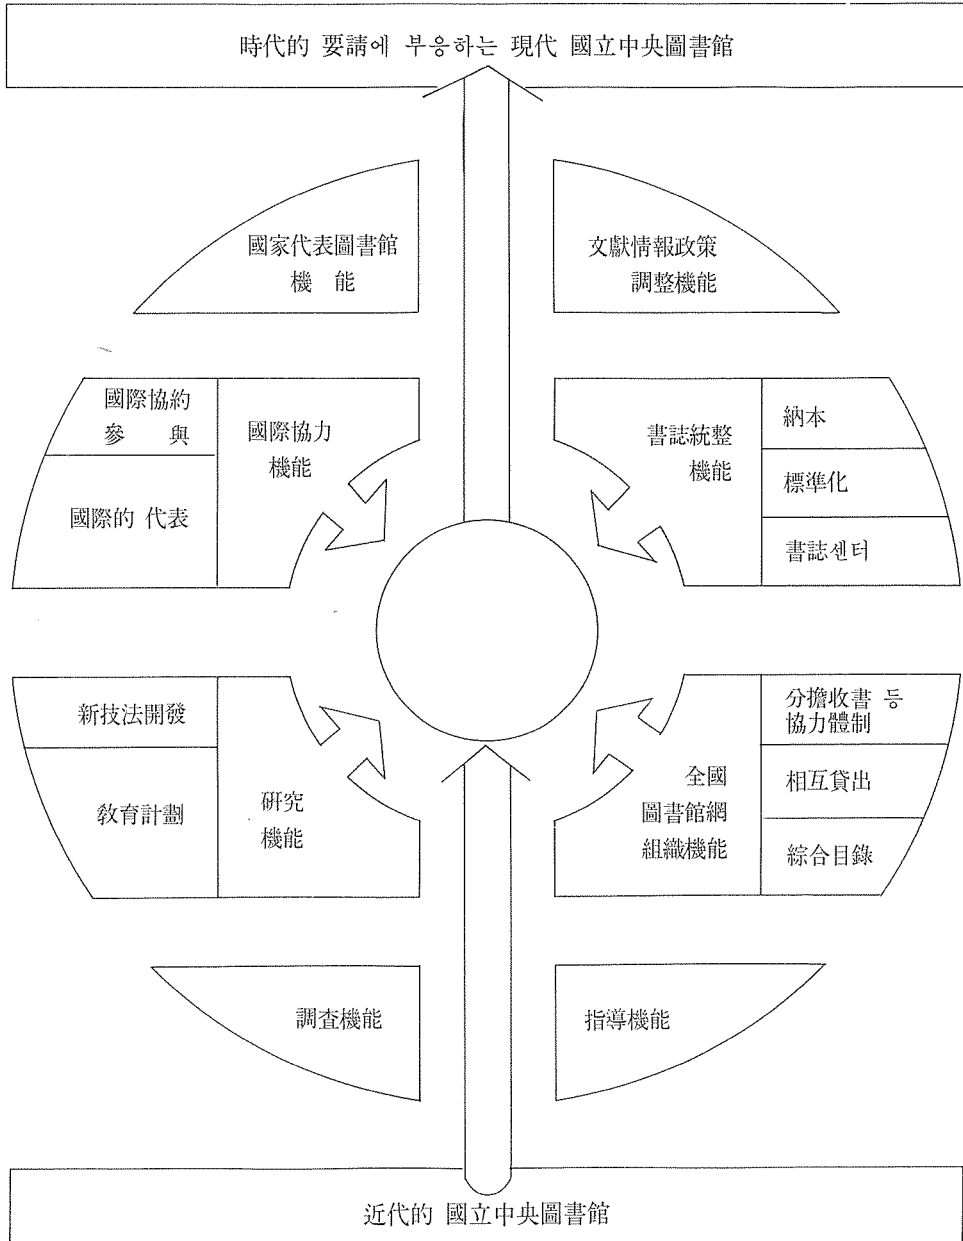 時代的 要請에 부응하는 現代 國立中央圖書館
國家代表圖書館
機 能
文獻情報政策
調整機能
國際協約
參 與
國際的 代表
國際協力
機能
書誌統整
機能
納本
標準化
書誌센터
新技法開發
敎育計劃
硏究
機能
全國
圖書館網
組織機能
分擔收書 등
協力體制
相互貸出
綜合目錄
調査機能
指導機能
近代的 國立中央圖書館